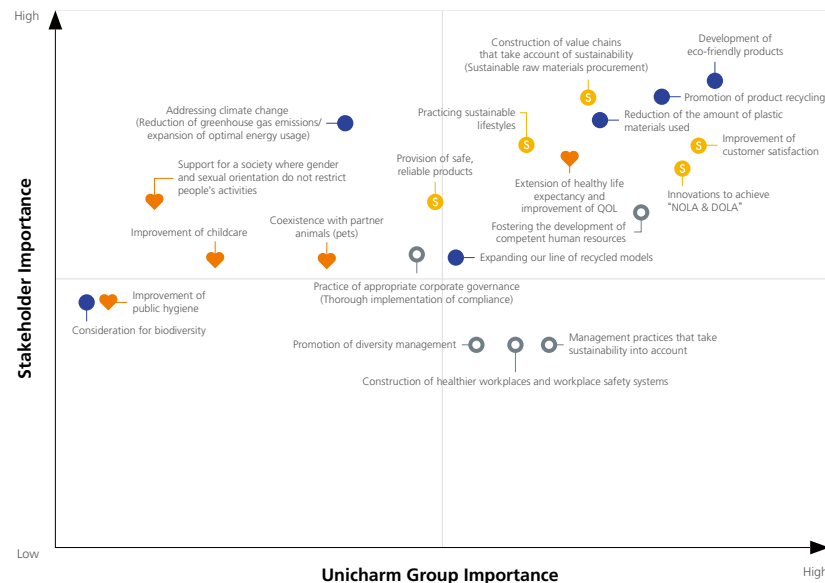 High
Stakeholder Importance
Low
Unicharm Group Importance
High
Development of
eco-friendly products
Construction of value chains
that take account of sustainability
(Sustainable raw materials procurement)
Promotion of product recycling
Addressing climate change
(Reduction of greenhouse gas emissions/
expansion of optimal energy usage)
Practicing sustainable
lifestyles
Reduction of the amount of plastic
materials used
Improvement of
customer satisfaction
Support for a society where gender
and sexual orientation do not restrict
people's activities
Provision of safe,
reliable products
S
S
S
S
S
Extension of healthy life
expectancy and
improvement of QOL
Innovations to achieve
“NOLA & DOLA”
Improvement of childcare
Coexistence with partner
animals (pets)
Fostering the development of
competent human resources
Expanding our line of recycled models
Practice of appropriate corporate governance
(Thorough implementation of compliance)
Improvement of
public hygiene
Consideration for biodiversity
Promotion of diversity management
Management practices that take
sustainability into account
Construction of healthier workplaces and workplace safety systems